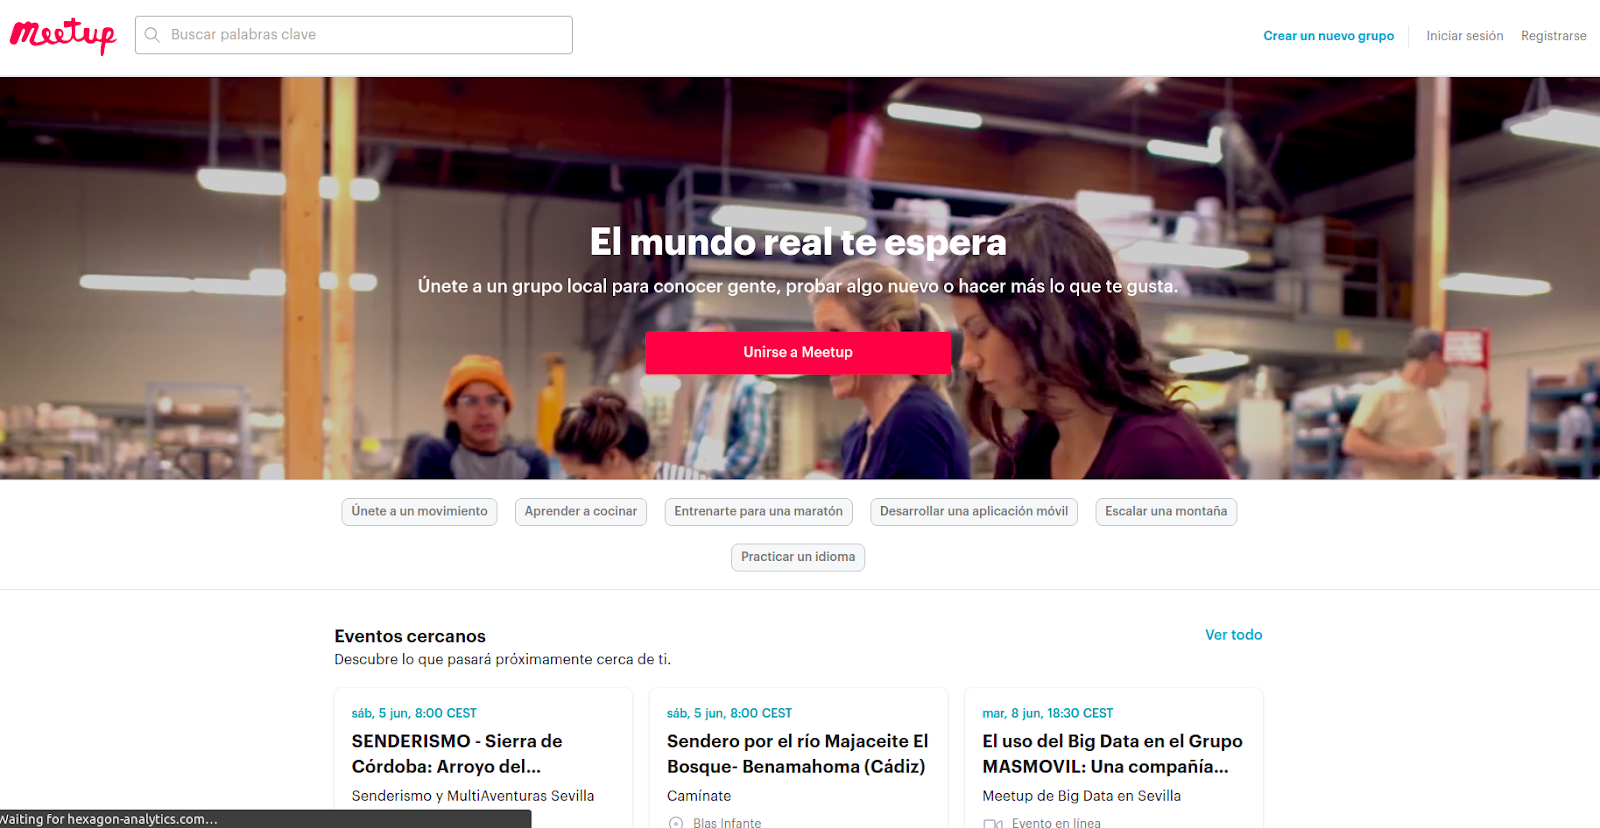 meetup
Buscar palabras clave
Crear un nuevo grupo
Iniciar sesión
Registrarse
El mundo real te espera
Únete a un grupo local para conocer gente, probar algo nuevo o hacer más lo que te gusta.
Unirse a Meetup
Únete a un movimiento
Aprender a cocinar
Entrenarte para una maratón
Desarrollar una aplicación móvil
Escalar una montaña
Practicar un idioma
Eventos cercanos
Ver todo
Descubre lo que pasará próximamente cerca de ti.
sáb, 5 jun, 8:00 CEST
SENDERISMO - Sierra de
Córdoba: Arroyo del...
Senderismo y MultiAventuras Sevilla
sáb, 5 jun, 8:00 CEST
Sendero por el río Majaceite El
Bosque- Benamahoma (Cádiz)
Camínate
Blas Infante
mar, 8 jun, 18:30 CEST
El uso del Big Data en el Grupo
MASMOVIL: Una compañía...
Meetup de Big Data en Sevilla
Evento en línea
Waiting for hexagon-analytics.com...